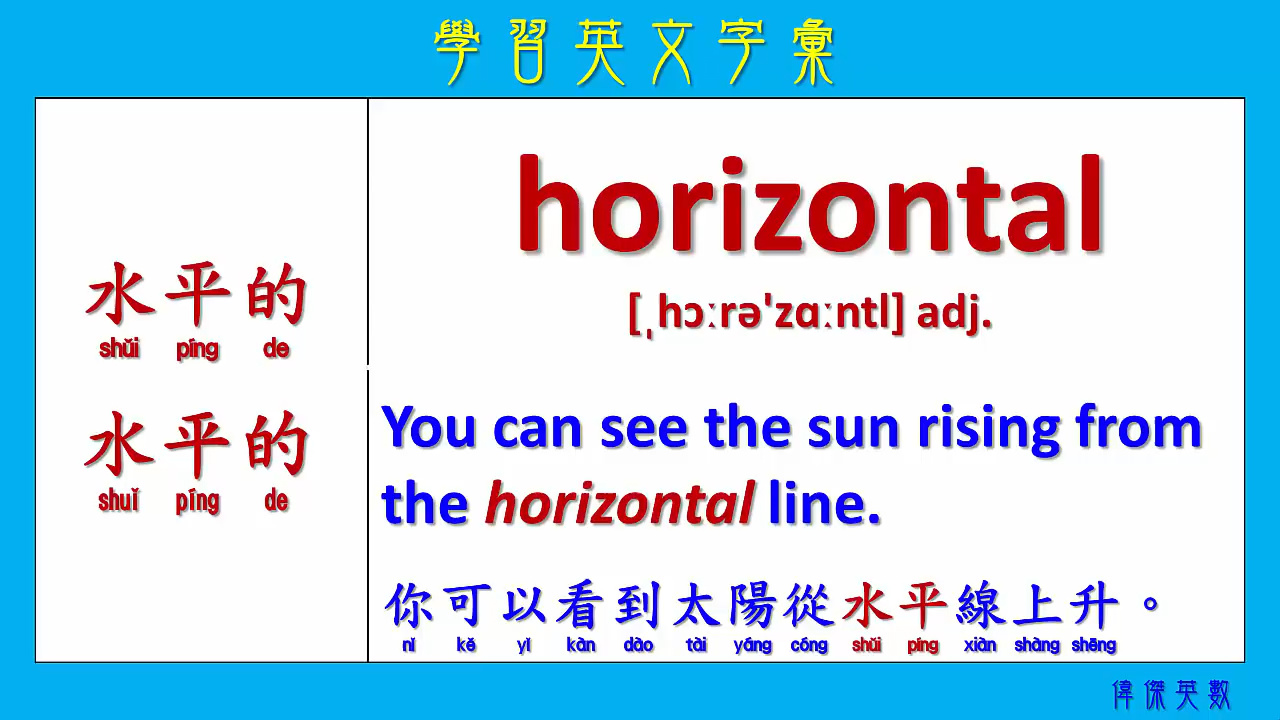 學習英文字彙
水平的
shuǐ píng de
水平的
shuǐ píng de
horizontal
[ˌhɔːrə'zɑːntl] adj.
You can see the sun rising from
the horizontal line.
你可以看到太陽從水平線上升。
nǐ kě yǐ kàn dào tài yáng cóng shuǐ píng xiàn shàng shēng
偉傑英數